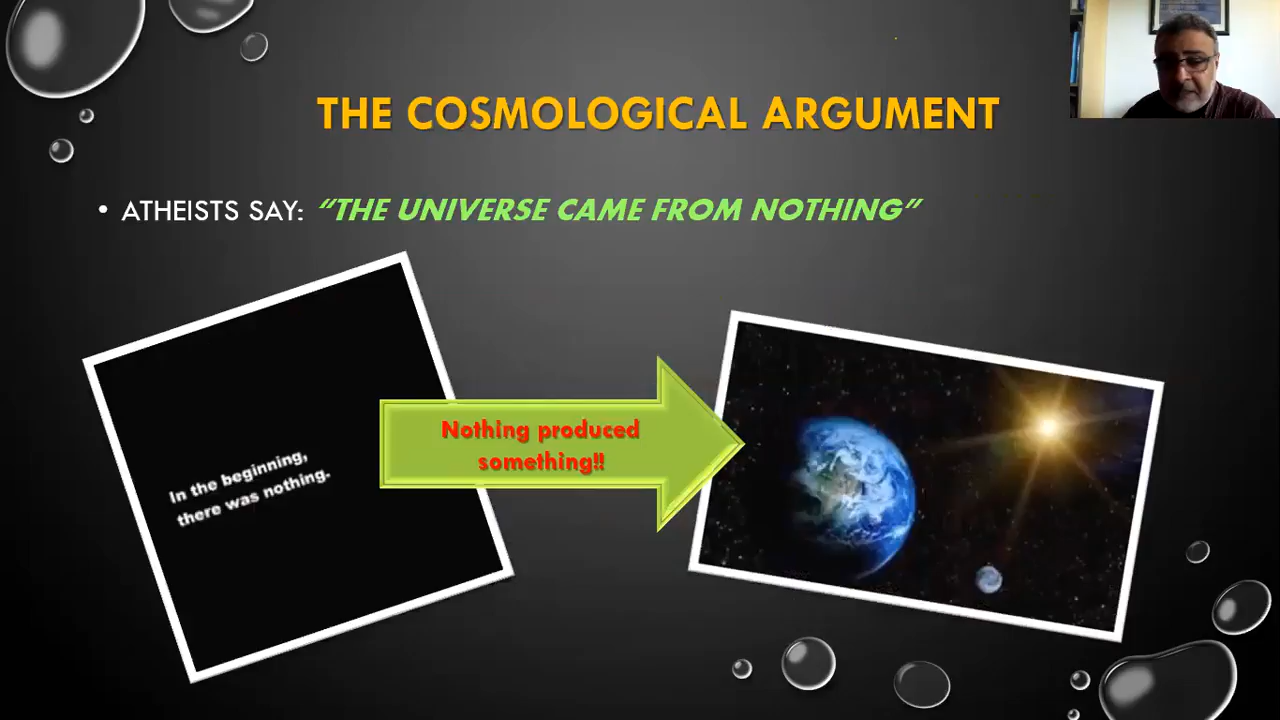 THE COSMOLOGICAL ARGUMENT
• ATHEISTS SAY: “THE UNIVERSE CAME FROM NOTHING”
In the beginning,
there was nothing.
Nothing produced
something!!